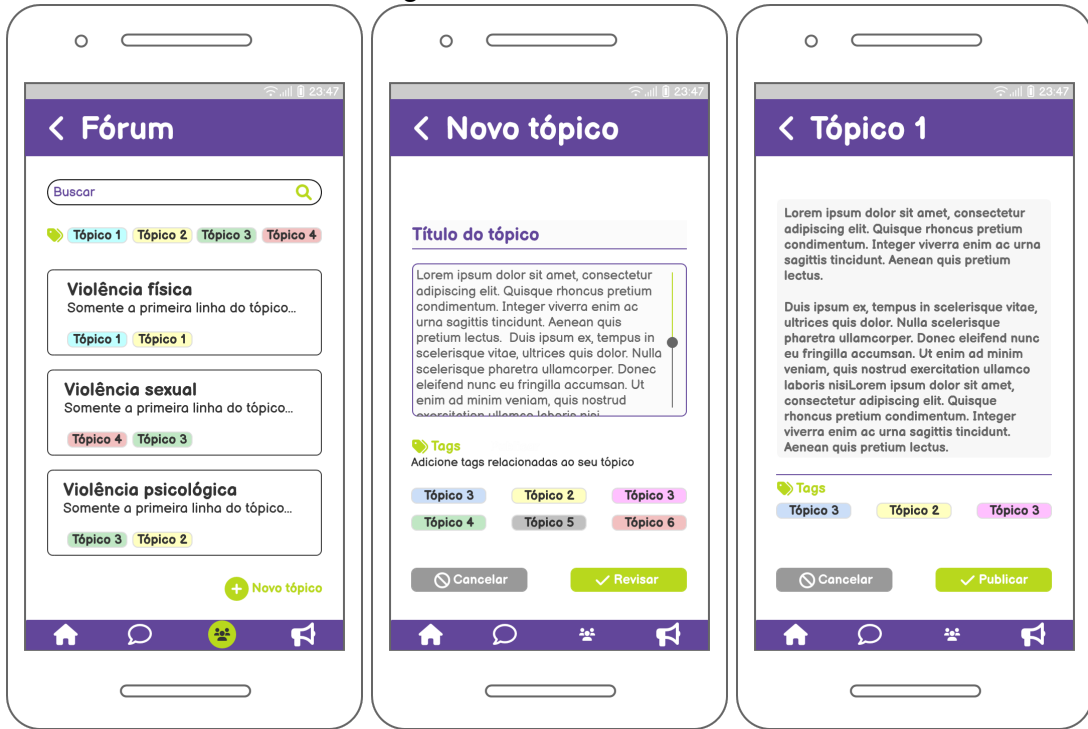 23:47
Fórum
Buscar
Tópico 1 Tópico 2 Tópico 3 Tópico 4
Violência física
Somente a primeira linha do tópico...
Tópico 1 Tópico 1
Violência sexual
Somente a primeira linha do tópico...
Tópico 4 Tópico 3
Violência psicológica
Somente a primeira linha do tópico...
Tópico 3 Tópico 2
Novo tópico
23:47
Novo tópico
Título do tópico
Lorem ipsum dolor sit amet, consectetur
adipiscing elit. Quisque rhoncus pretium
condimentum. Integer viverra enim ac
urna sagittis tincidunt. Aenean quis
pretium lectus. Duis ipsum ex, tempus in
scelerisque vitae, ultrices quis dolor. Nulla
scelerisque pharetra ullamcorper. Donec
eleifend nunc eu fringilla accumsan. Ut
enim ad minim veniam, quis nostrud
exercitation ullamco laboris nisi
Tags
Adicione tags relacionadas ao seu tópico
Tópico 3 Tópico 2 Tópico 3
Tópico 4 Tópico 5 Tópico 6
Cancelar Revisar
23:47
Tópico 1
Lorem ipsum dolor sit amet, consectetur
adipiscing elit. Quisque rhoncus pretium
condimentum. Integer viverra enim ac urna
sagittis tincidunt. Aenean quis pretium
lectus.
Duis ipsum ex, tempus in scelerisque vitae,
ultrices quis dolor. Nulla scelerisque
pharetra ullamcorper. Donec eleifend nunc
eu fringilla accumsan. Ut enim ad minim
veniam, quis nostrud exercitation ullamco
laboris nisiLorem ipsum dolor sit amet,
consectetur adipiscing elit. Quisque
rhoncus pretium condimentum. Integer
viverra enim ac urna sagittis tincidunt.
Aenean quis pretium lectus.
Tags
Tópico 3 Tópico 2 Tópico 3
Cancelar Publicar